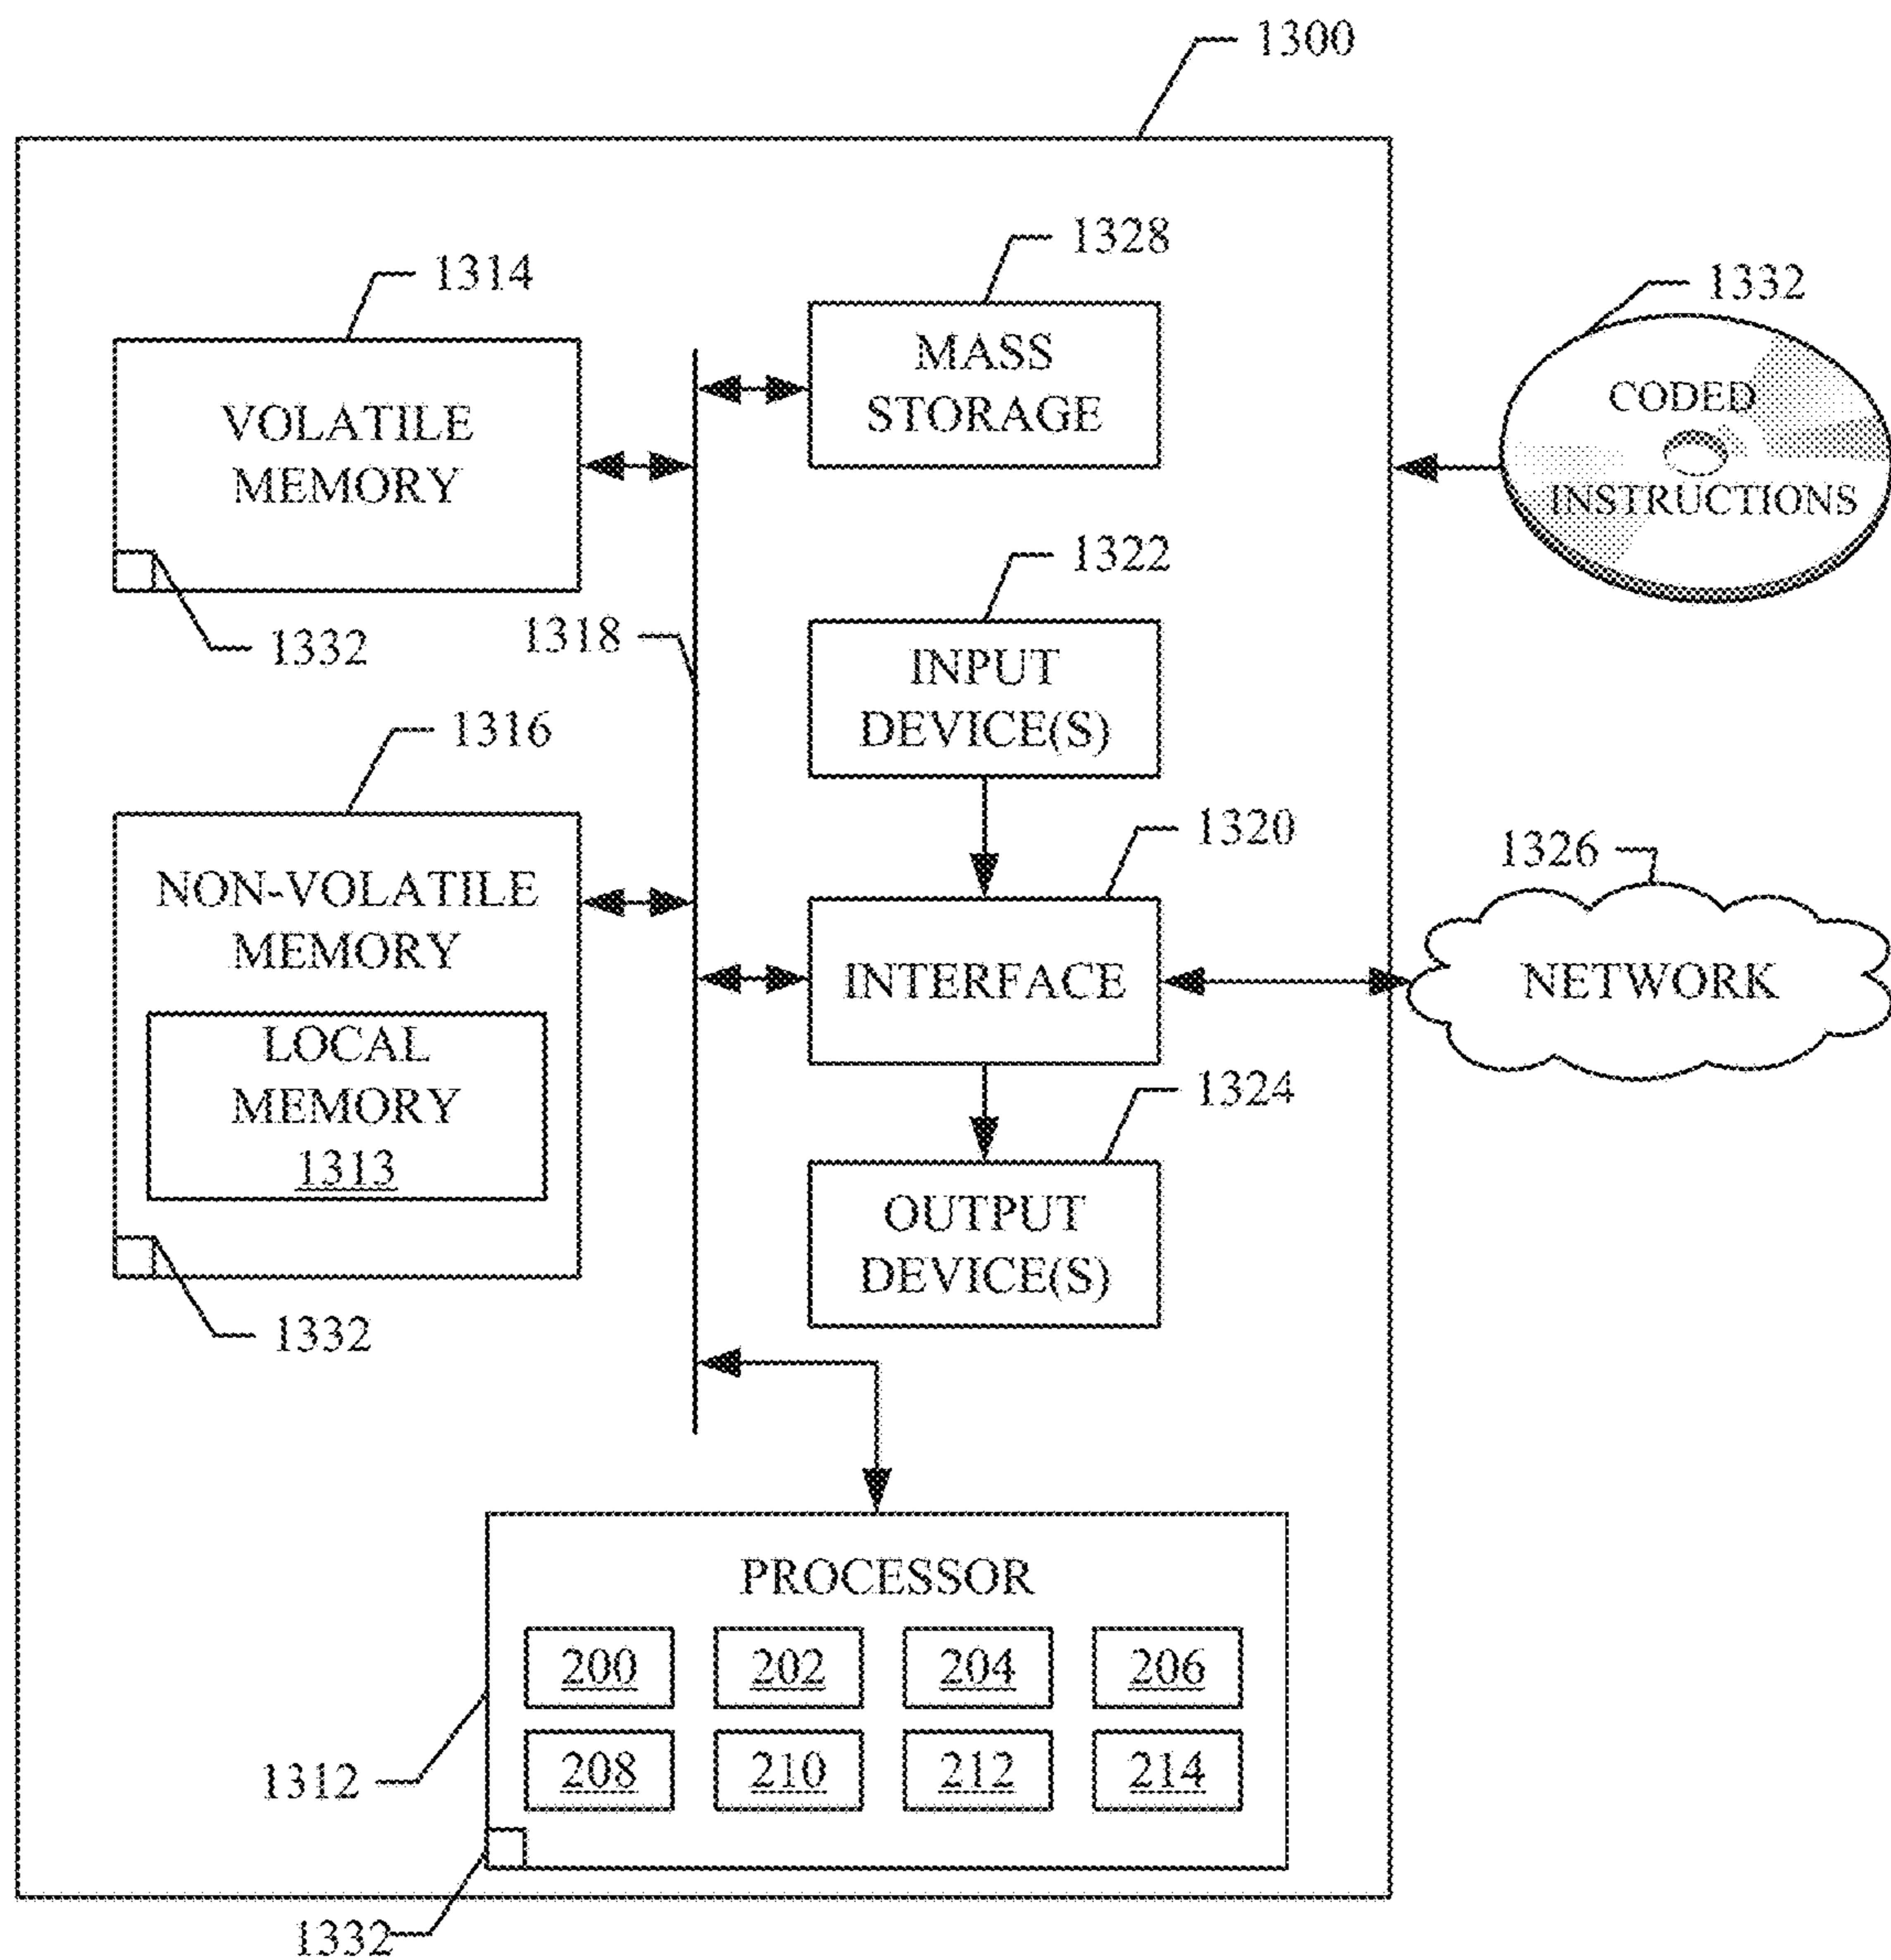 1300
1328
1314
1332
MASS
STORAGE
VOLATILE
MEMORY
CODED
INSTRUCTIONS
1322
1332
1318
INPUT
DEVICE(S)
1316
1320
1326
NON-VOLATILE
MEMORY
INTERFACE
NETWORK
LOCAL
MEMORY
1313
1324
OUTPUT
DEVICE(S)
1332
PROCESSOR
200 202 204 206
208 210 212 214
1312
1332